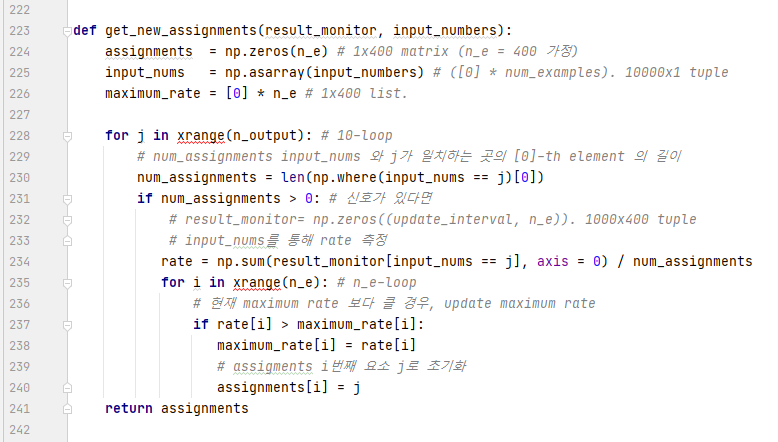 222
223 def get_new_assignments(result_monitor, input_numbers):
224     assignments  = np.zeros(n_e) # 1x400 matrix (n_e = 400 가정)
225     input_nums   = np.asarray(input_numbers) # ([0] * num_examples). 10000x1 tuple
226     maximum_rate = [0] * n_e # 1x400 list.
227
228     for j in xrange(n_output): # 10-loop
229         # num_assignments input_nums 와 j가 일치하는 곳의 [0]-th element 의 길이
230         num_assignments = len(np.where(input_nums == j)[0])
231         if num_assignments > 0: # 신호가 있다면
232             # result_monitor= np.zeros((update_interval, n_e)). 1000x400 tuple
233             # input_nums를 통해 rate 측정
234            rate = np.sum(result_monitor[input_nums == j], axis = 0) / num_assignments
235            for i in xrange(n_e): # n_e-loop
236                # 현재 maximum rate 보다 클 경우, update maximum rate
237                if rate[i] > maximum_rate[i]:
238                   maximum_rate[i] = rate[i]
239                   # assigments i번째 요소 j로 초기화
240                   assignments[i] = j
241     return assignments
242